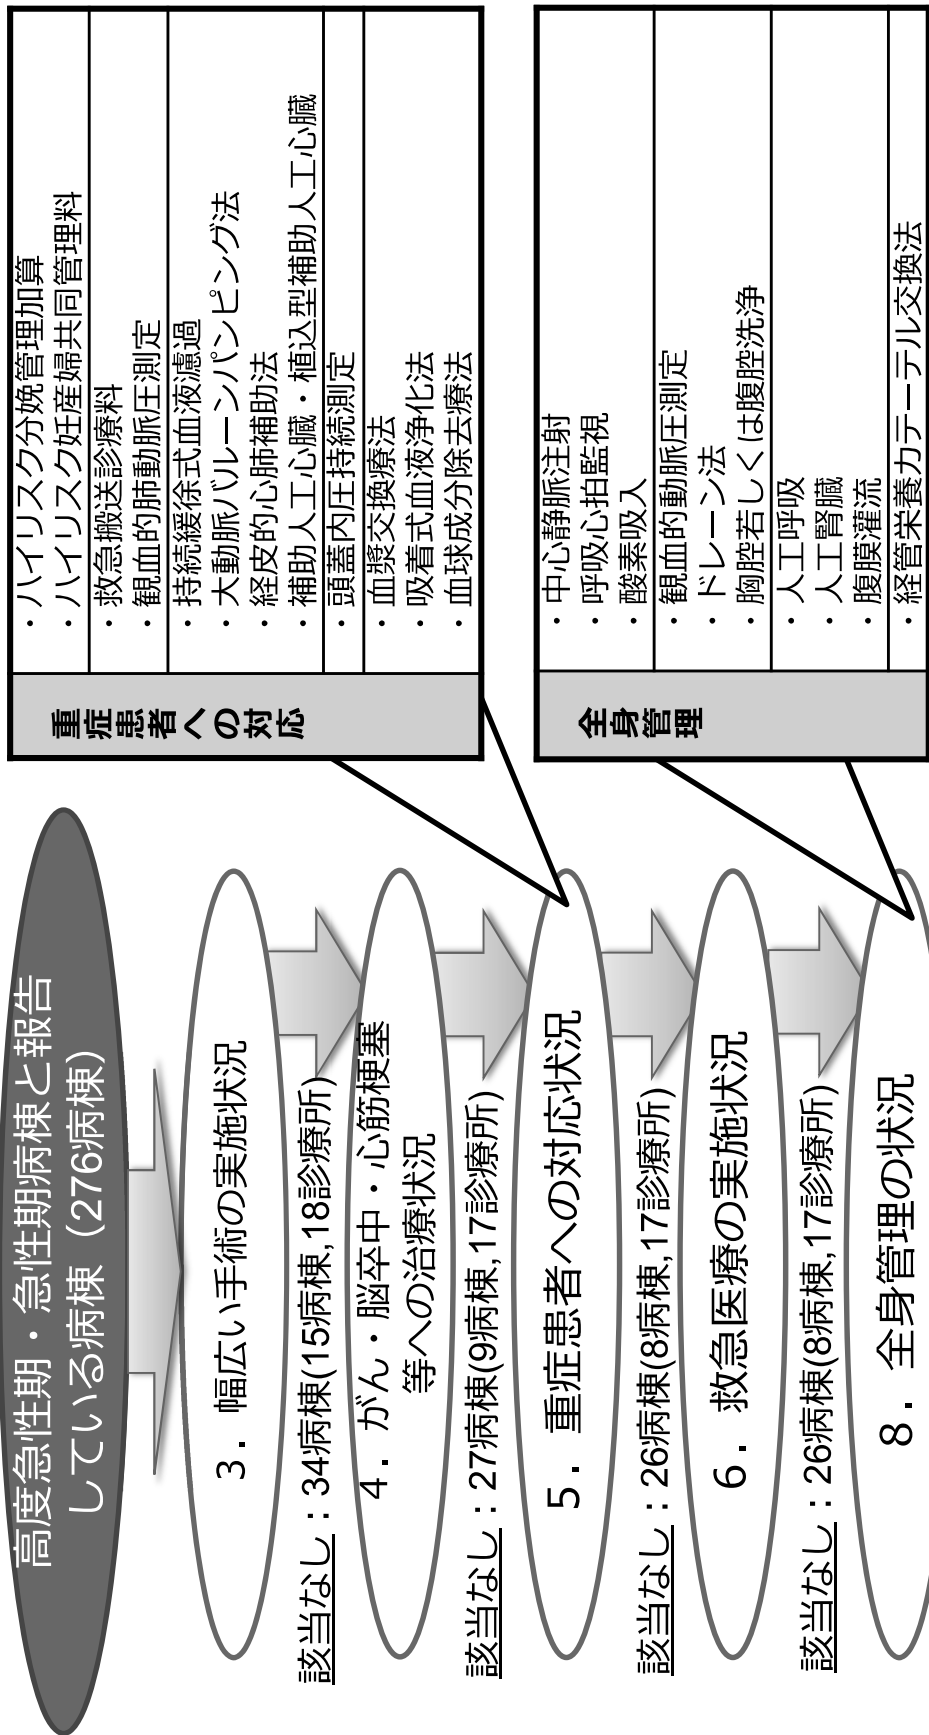 高度急性期・急性期病棟と報告
している病棟（276病棟）
3． 幅広い手術の実施状況
該当なし：34病棟(15病棟,18診療所)
4． がん・脳卒中・心筋梗塞
等への治療状況
該当なし：27病棟(9病棟,17診療所)
5． 重症患者への対応状況
該当なし：26病棟(8病棟,17診療所)
6． 救急医療の実施状況
該当なし：26病棟(8病棟,17診療所)
8． 全身管理の状況
重症患者への対応
・ハイリスク分娩管理加算
・ハイリスク妊産婦共同管理料
・救急搬送診療料
・観血的肺動脈圧測定
・持続緩徐式血液濾過
・大動脈バルーンパンピング法
・経皮的心肺補助法
・補助人工心臓・植込型補助人工心臓
・頭蓋内圧持続測定
・血漿交換療法
・吸着式血液浄化法
・血球成分除去療法
全身管理
・中心静脈注射
・呼吸心拍監視
・酸素吸入
・観血的動脈圧測定
・ドレーン法
・胸腔若しくは腹腔洗浄
・人工呼吸
・人工腎臓
・腹膜灌流
・経管栄養カテーテル交換法